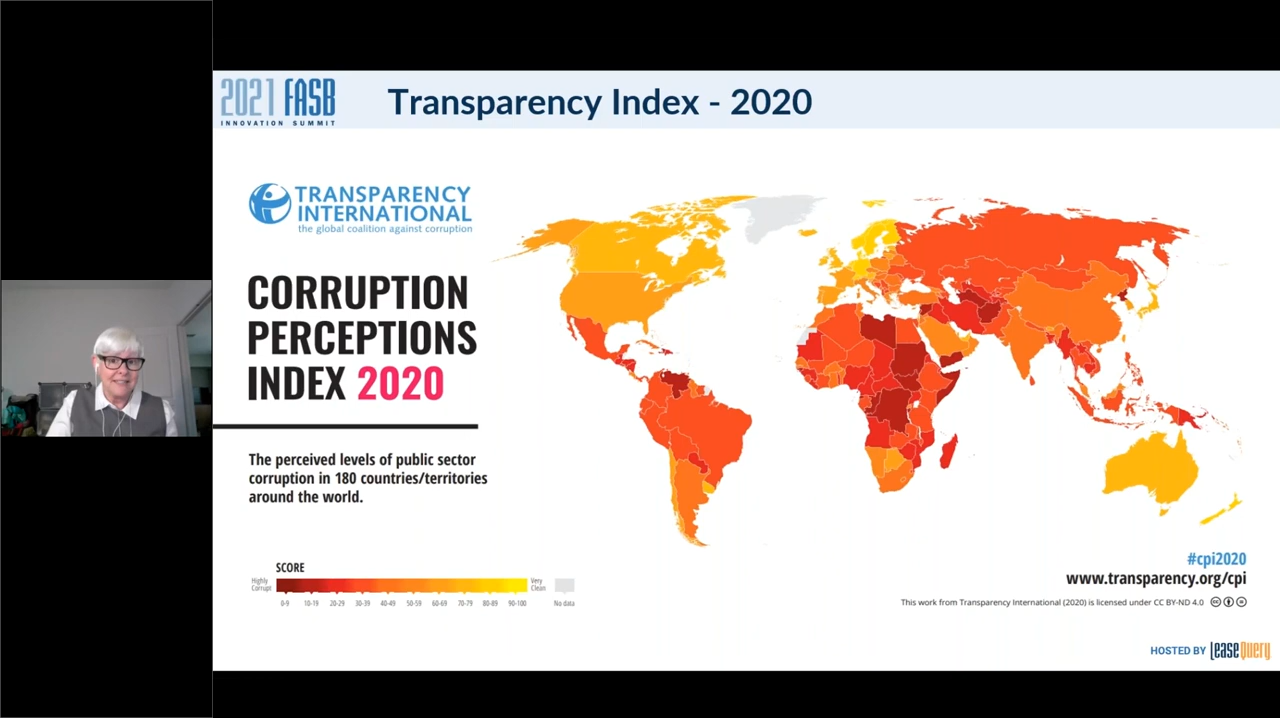 2021 FASB
INNOVATION SUMMIT
Transparency Index - 2020
TRANSPARENCY
INTERNATIONAL
the global coalition against corruption
CORRUPTION
PERCEPTIONS
INDEX 2020
The perceived levels of public sector
corruption in 180 countries/territories
around the world.
SCORE
Highly
Corrupt
Very
Clean
0-9 10-19 20-29 30-39 40-49 50-59 60-69 70-79 80-89 90-100 No data
#cpi2020
www.transparency.org/cpi
This work from Transparency International (2020) is licensed under CC BY-ND 4.0
HOSTED BY LeaseQuery